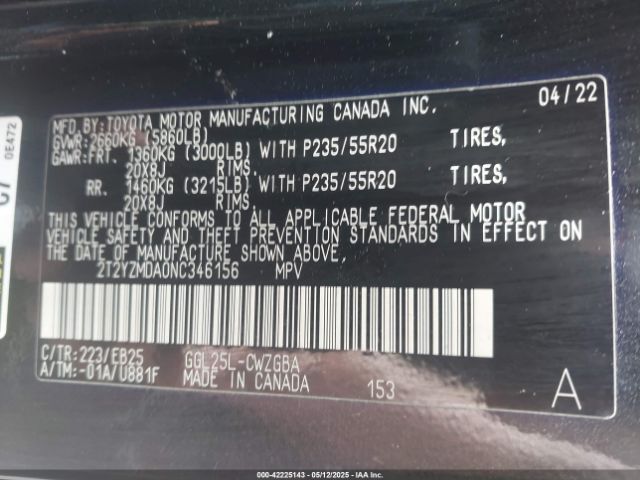 MFD.BY:TOYOTA MOTOR MANUFACTURING CANADA INC. 04/22
GVWR:2660KG (5860LB)
GAWR:FRT. 1360KG (3000LB) WITH P235/55R20 TIRES,
20X8J RIMS.
RR. 1460KG (3215LB) WITH P235/55R20 TIRES,
20X8J RIMS.
THIS VEHICLE CONFORMS TO ALL APPLICABLE FEDERAL MOTOR
VEHICLE SAFETY AND THEFT PREVENTION STANDARDS IN EFFECT ON
THE DATE OF MANUFACTURE SHOWN ABOVE.
2T2YZMDA0NC346156 MPV
C/TR:223/EB25 GGL25L-CWZGBA
A/TM:-01A/U881F MADE IN CANADA 153 A
0E472
000-42225143 - 05/12/2025 - IAA Inc.